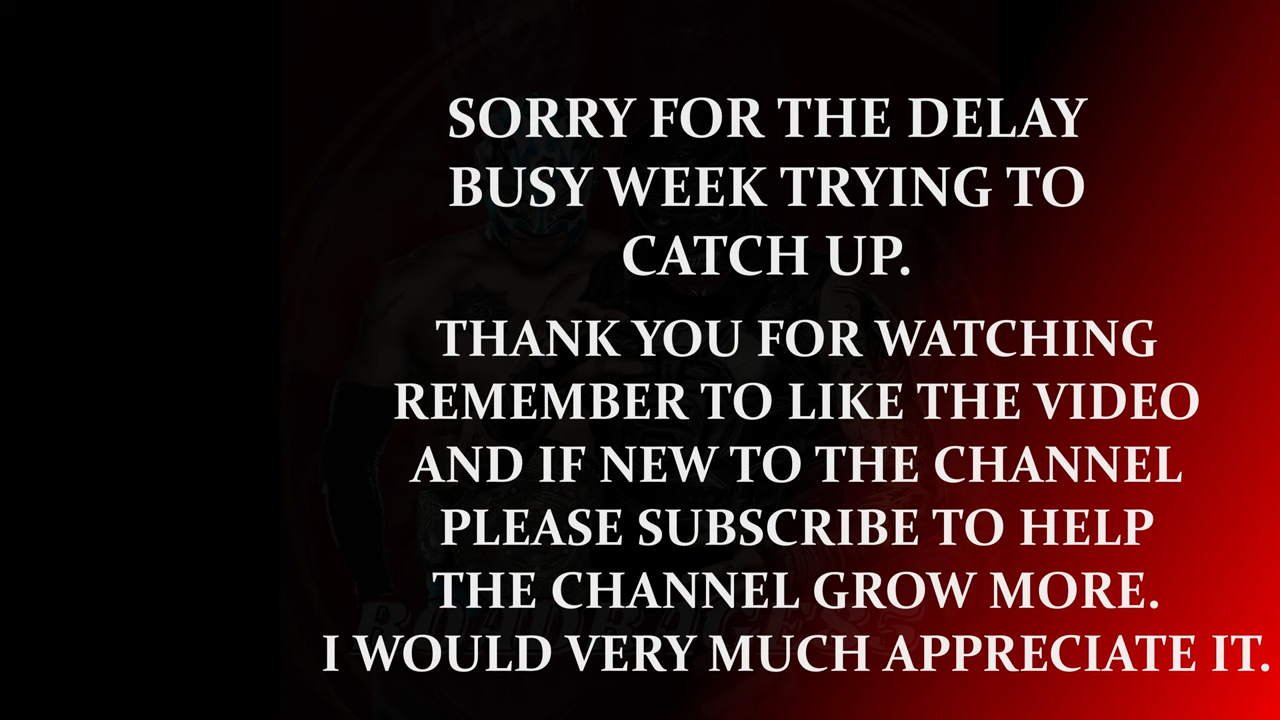 SORRY FOR THE DELAY
BUSY WEEK TRYING TO
CATCH UP.
THANK YOU FOR WATCHING
REMEMBER TO LIKE THE VIDEO
AND IF NEW TO THE CHANNEL
PLEASE SUBSCRIBE TO HELP
THE CHANNEL GROW MORE.
I WOULD VERY MUCH APPRECIATE IT.